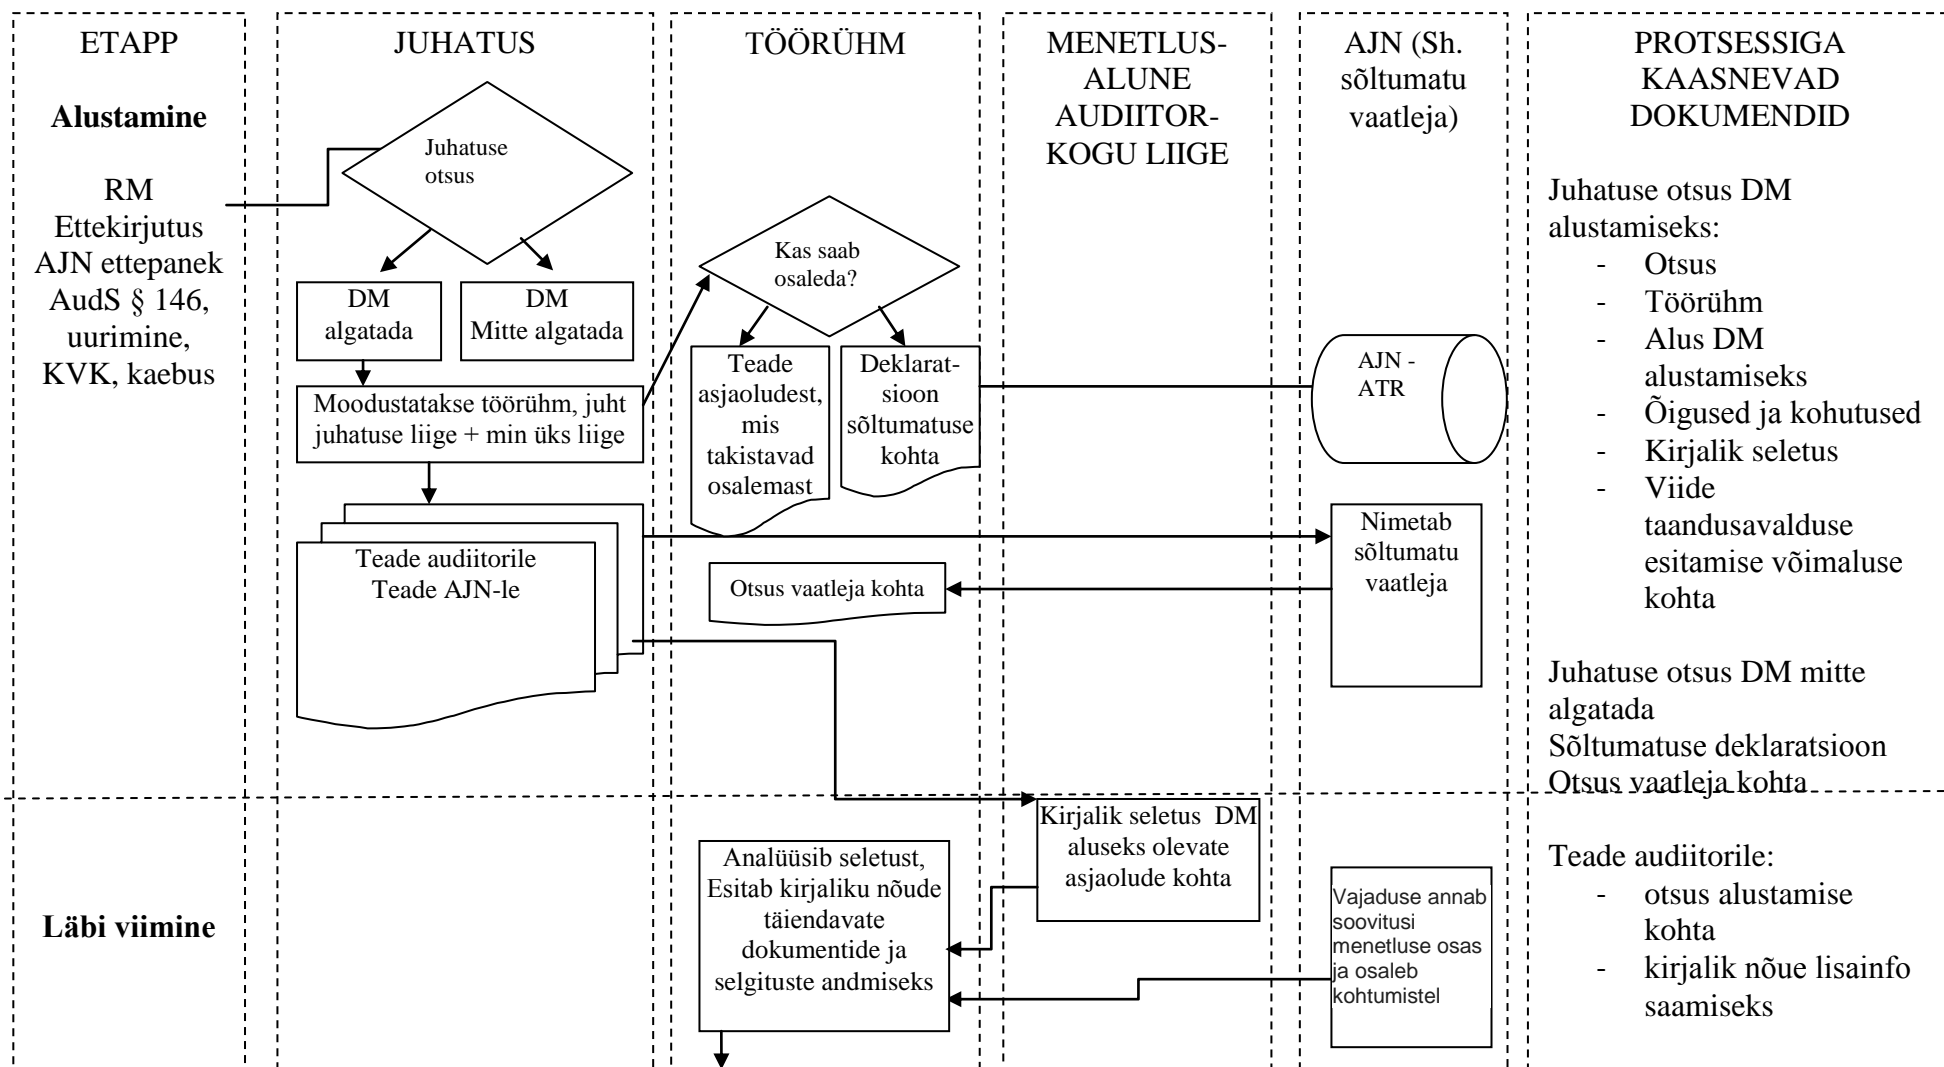 ETAPP
Alustamine
RM
Ettekirjutus
AJN ettepanek
AudS § 146,
uurimine,
KVK, kaebus
JUHATUS
Juhatuse
otsus
DM
algatada
DM
Mitte algatada
Moodustatakse töörühm, juht
juhatuse liige + min üks liige
Teade audiitorile
Teade AJN-le
TÖÖRÜHM
Kas saab
osaleda?
Teade
asjaoludest,
mis
takistavad
osalemast
Deklarat-
sioon
sõltumatuse
kohta
Otsus vaatleja kohta
MENETLUS-
ALUNE
AUDIITOR-
KOGU LIIGE
AJN (Sh.
sõltumatu
vaatleja)
AJN -
ATR
Nimetab
sõltumatu
vaatleja
PROTSESSIGA
KAASNEVAD
DOKUMENDID
Juhatuse otsus DM
alustamiseks:
- Otsus
- Töörühm
- Alus DM
alustamiseks
- Õigused ja kohutused
- Kirjalik seletus
- Viide
taandusavalduse
esitamise võimaluse
kohta
Juhatuse otsus DM mitte
algatada
Sõltumatuse deklaratsioon
Otsus vaatleja kohta
Läbi viimine
Analüüsib seletust,
Esitab kirjaliku nõude
täiendavate
dokumentide ja
selgituste andmiseks
Kirjalik seletus DM
aluseks olevate
asjaolude kohta
Vajaduse annab
soovitusi
menetluse osas
ja osaleb
kohtumistel
Teade audiitorile:
- otsus alustamise
kohta
- kirjalik nõue lisainfo
saamiseks